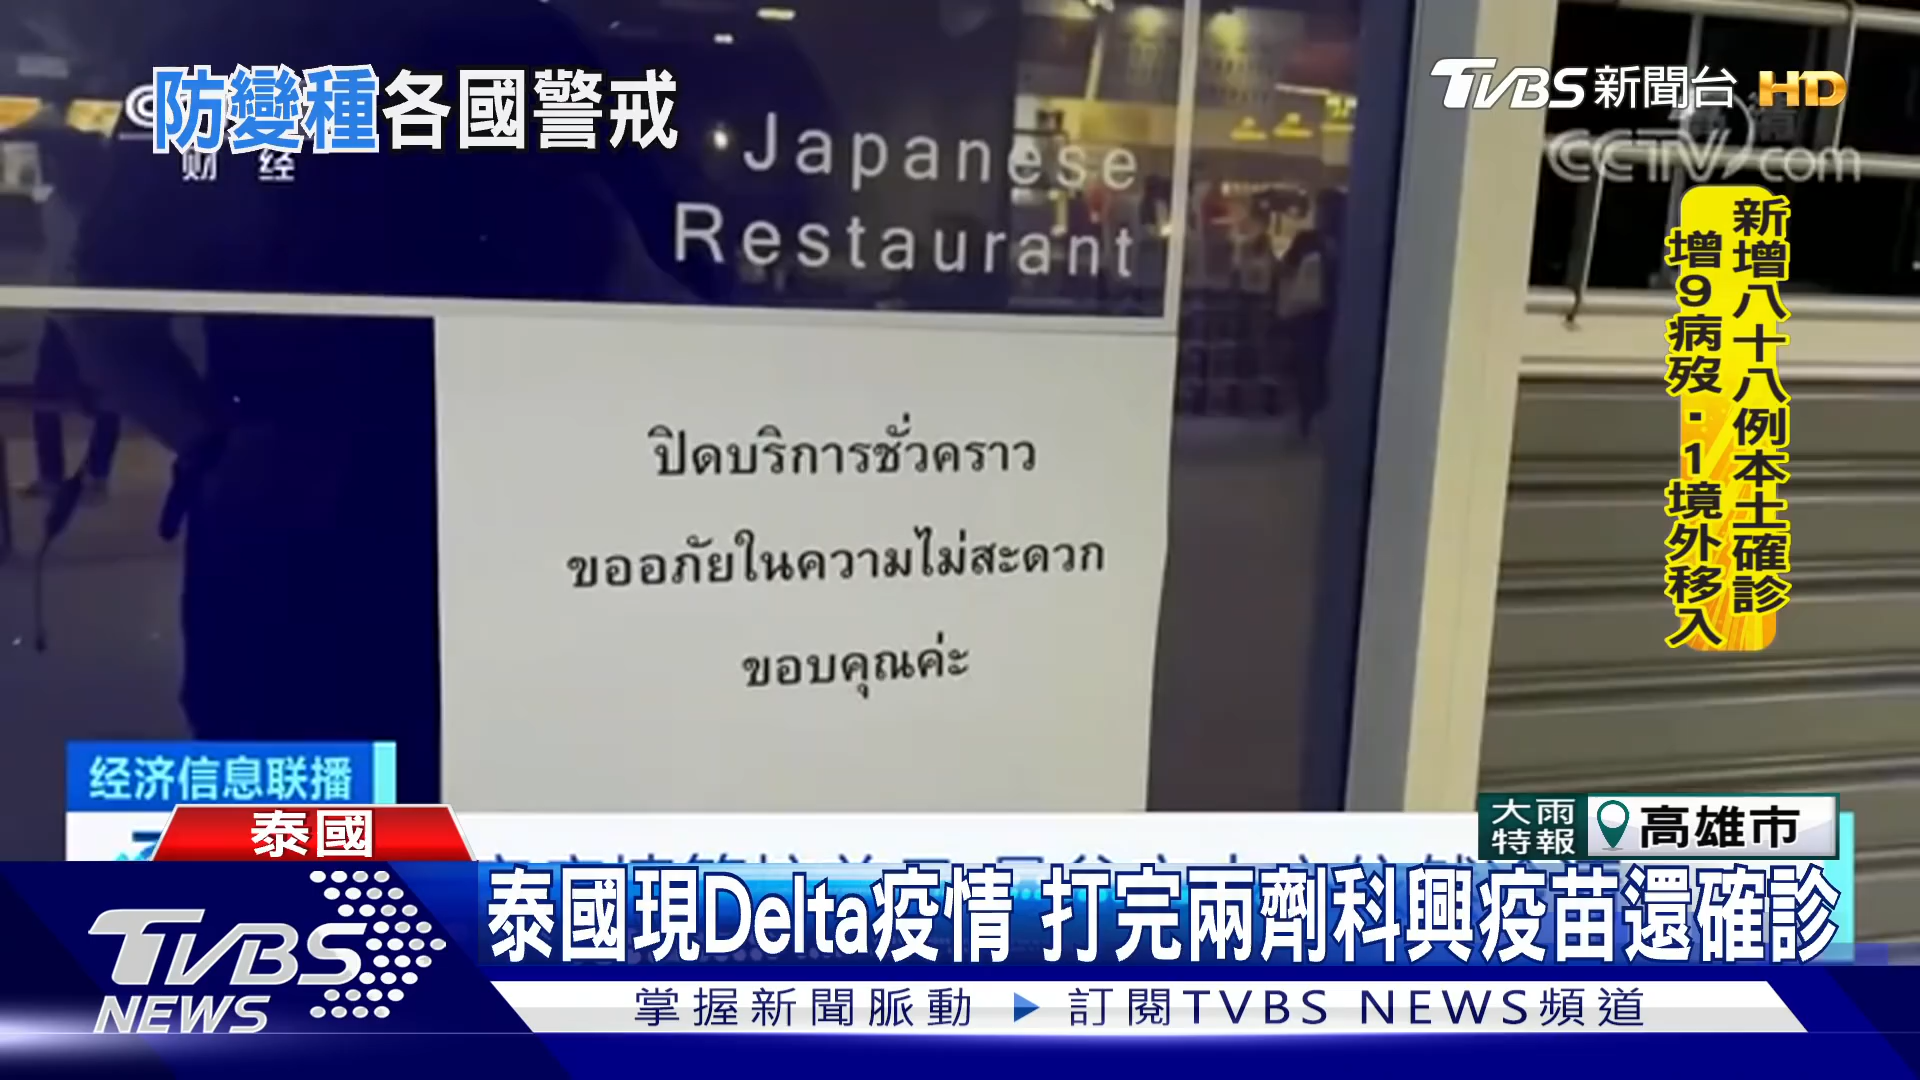 防變種各國警戒
财经
TVBS新聞台 HD
CCTV.com
Japanese
Restaurant
新增八十八例本土確診
增9病歿．1境外移入
ปิดบริการชั่วคราว
ขออภัยในความไม่สะดวก
ขอบคุณค่ะ
经济信息联播
泰國
大雨
特報
高雄市
泰國現Delta疫情 打完兩劑科興疫苗還確診
TVBS
NEWS
掌握新聞脈動 ▶ 訂閱TVBS NEWS頻道